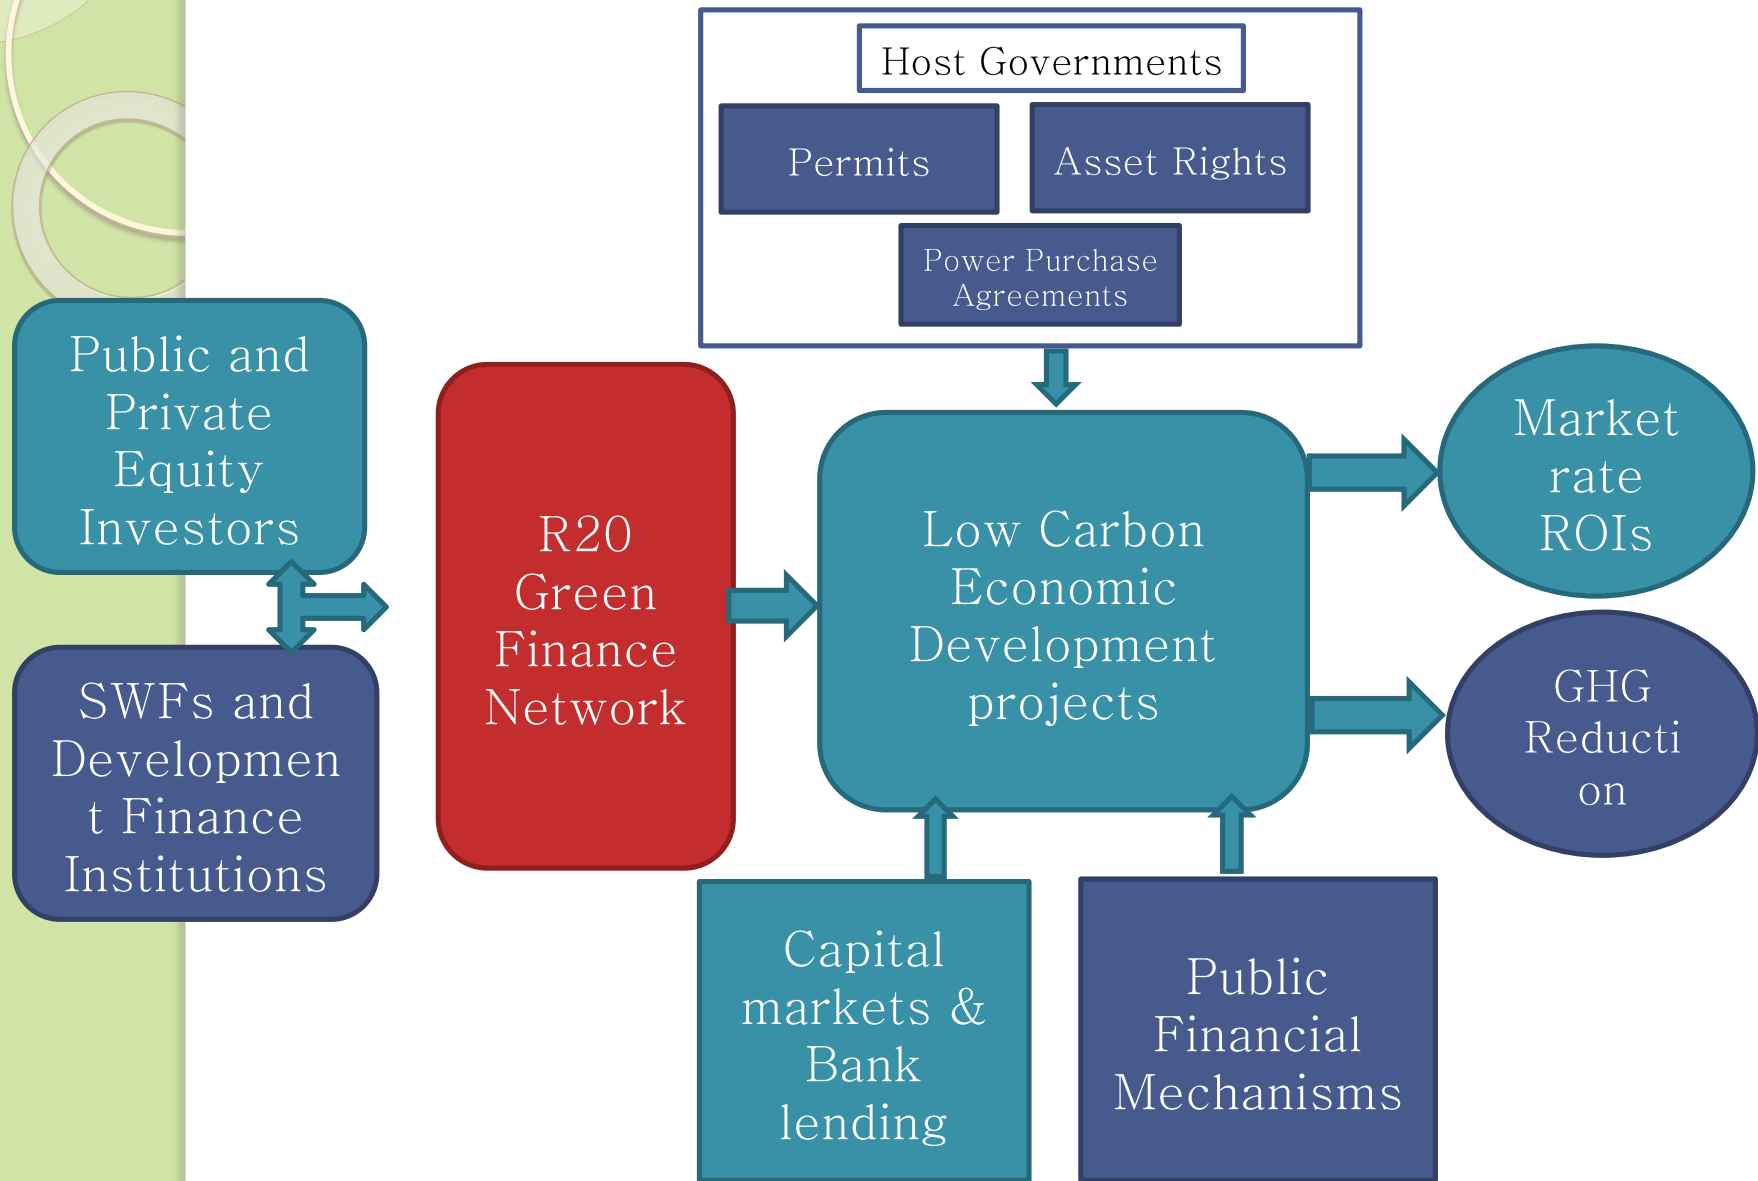 Host Governments
Permits
Asset Rights
Power Purchase
Agreements
Public and
Private
Equity
Investors
SWFs and
Developmen
t Finance
Institutions
R20
Green
Finance
Network
Low Carbon
Economic
Development
projects
Market
rate
ROIs
GHG
Reducti
on
Capital
markets &
Bank
lending
Public
Financial
Mechanisms